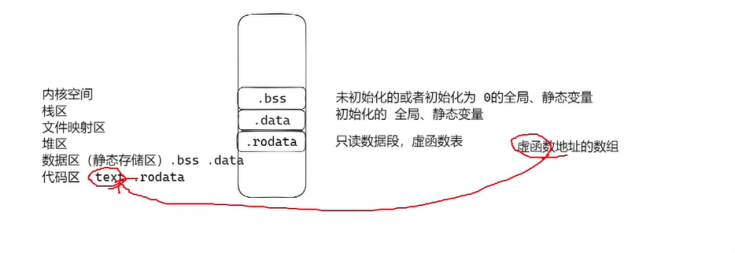 内核空间
栈区
文件映射区
堆区
数据区（静态存储区）.bss .data
代码区 text .rodata
.bss
.data
.rodata
未初始化的或者初始化为 0的全局、静态变量
初始化的 全局、静态变量
只读数据段，虚函数表
虚函数地址的数组